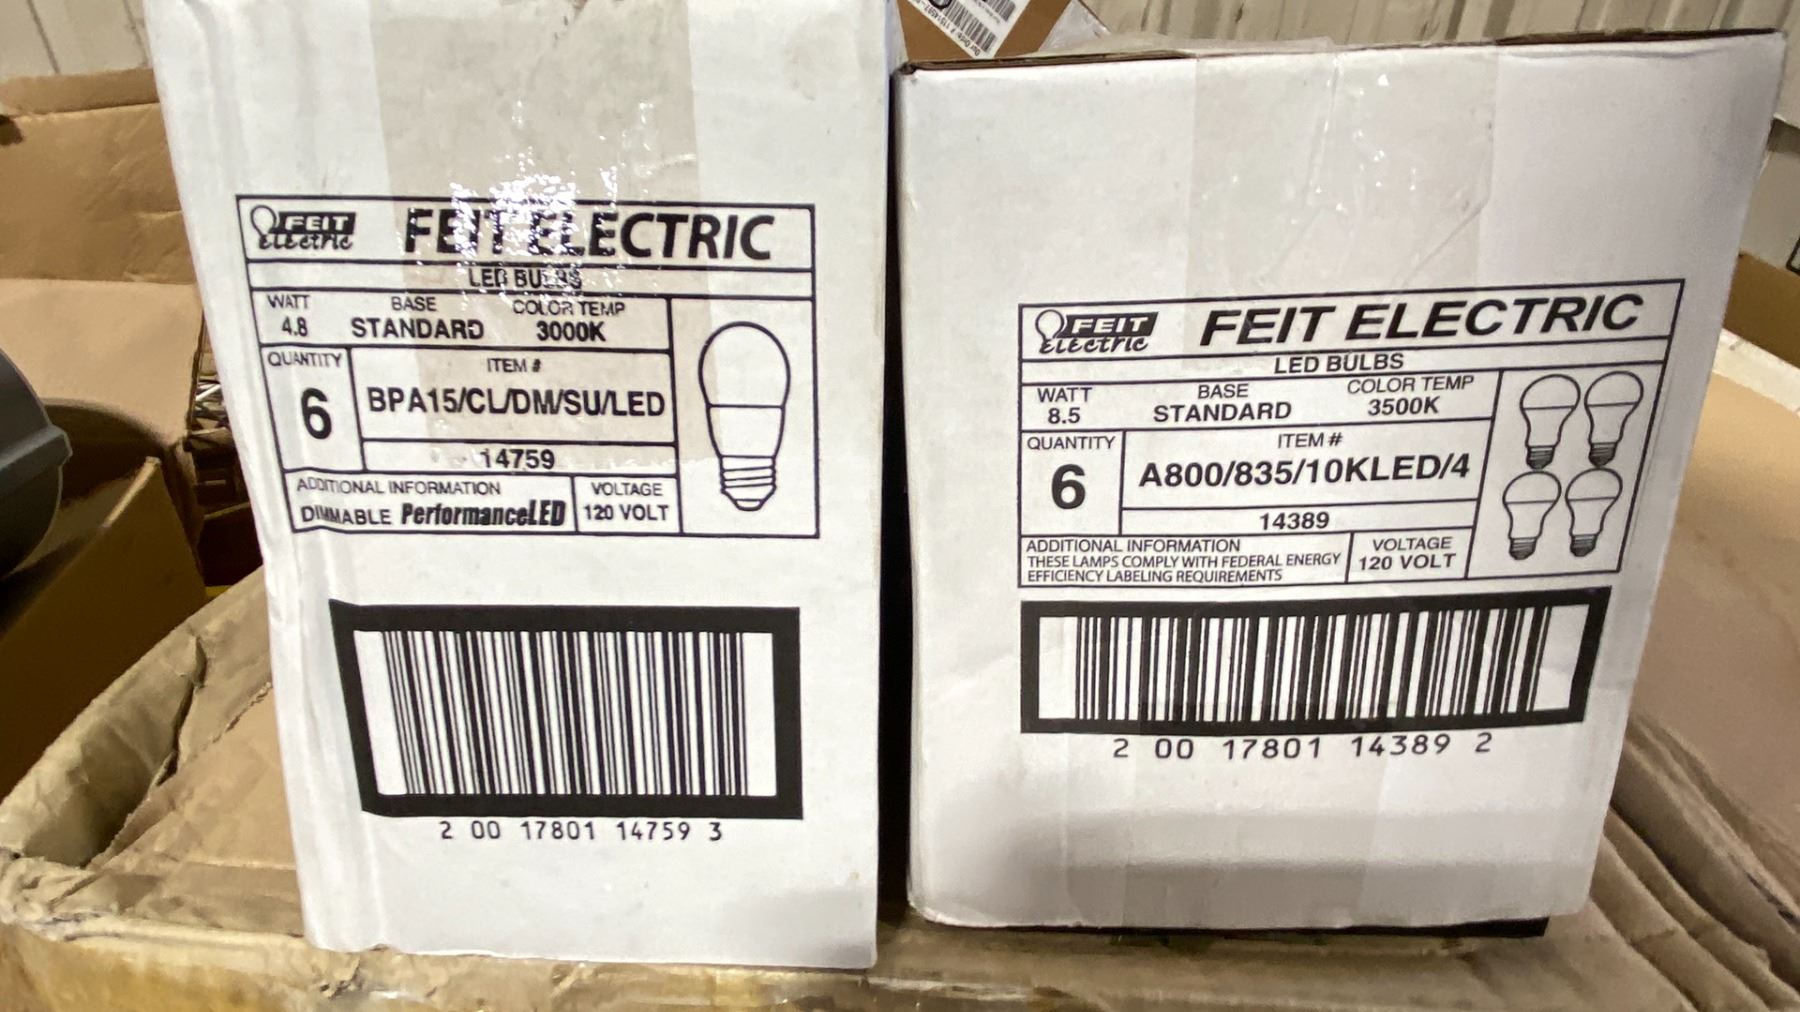 FEIT
ELECTRIC
FEIT ELECTRIC
LED BULBS
WATT BASE COLOR TEMP
4.8 STANDARD 3000K
QUANTITY ITEM #
6 BPA15/CL/DM/SU/LED
14759
ADDITIONAL INFORMATION VOLTAGE
DIMMABLE PerformanceLED 120 VOLT
2 00 17801 14759 3
FEIT
ELECTRIC
FEIT ELECTRIC
LED BULBS
WATT BASE COLOR TEMP
8.5 STANDARD 3500K
QUANTITY ITEM #
6 A800/835/10KLED/4
14389
ADDITIONAL INFORMATION VOLTAGE
THESE LAMPS COMPLY WITH FEDERAL ENERGY 120 VOLT
EFFICIENCY LABELING REQUIREMENTS
2 00 17801 14389 2